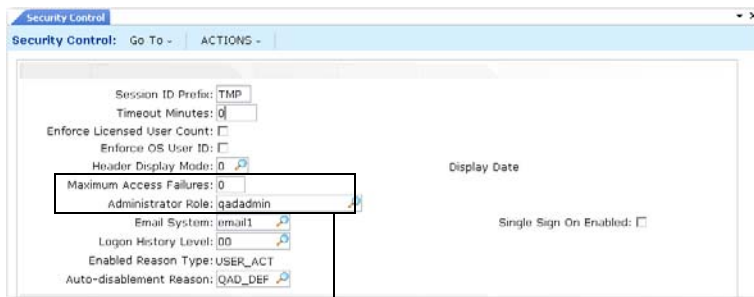 Security Control
Security Control: Go To ACTIONS
Session ID Prefix: TMP
Timeout Minutes: 0
Enforce Licensed User Count:
Enforce OS User ID:
Header Display Mode: 0 Display Date
Maximum Access Failures: 0
Administrator Role: qadadmin
Email System: email1 Single Sign On Enabled:
Logon History Level: 00
Enabled Reason Type: USER_ACT
Auto-disablement Reason: QAD_DEF